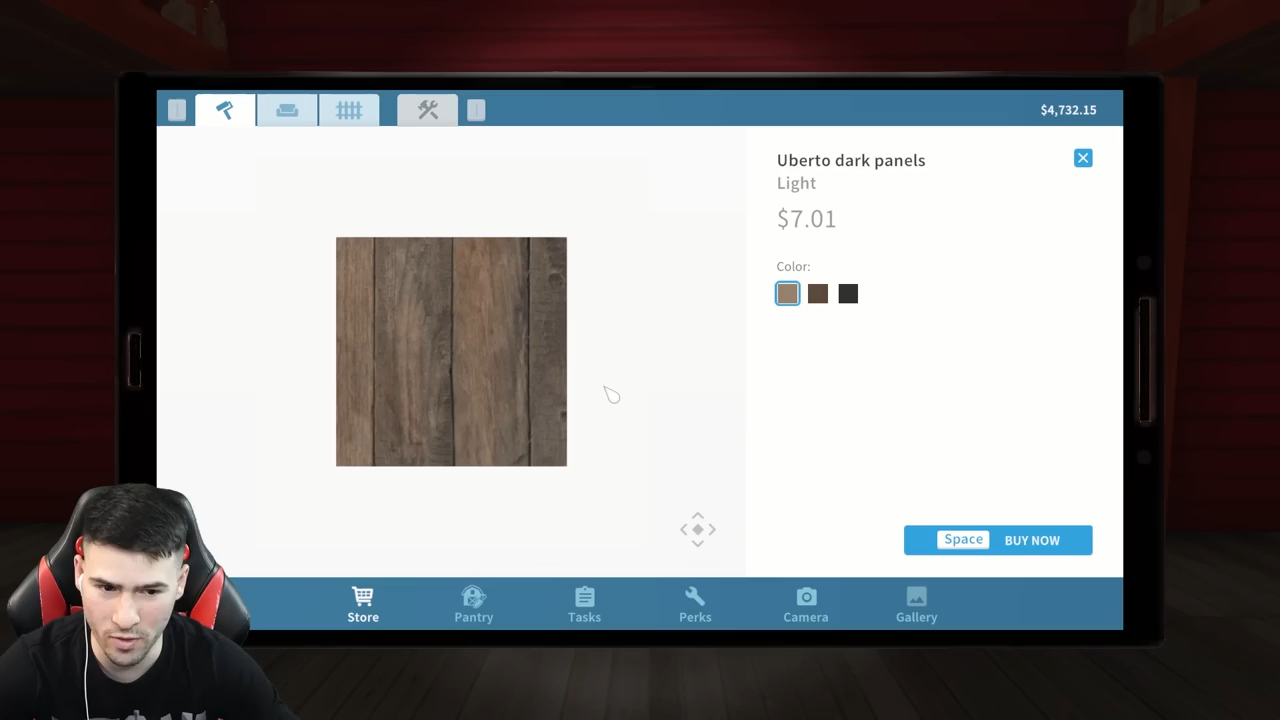 $4,732.15
Uberto dark panels
Light
$7.01
Color:
Space BUY NOW
Store Pantry Tasks Perks Camera Gallery